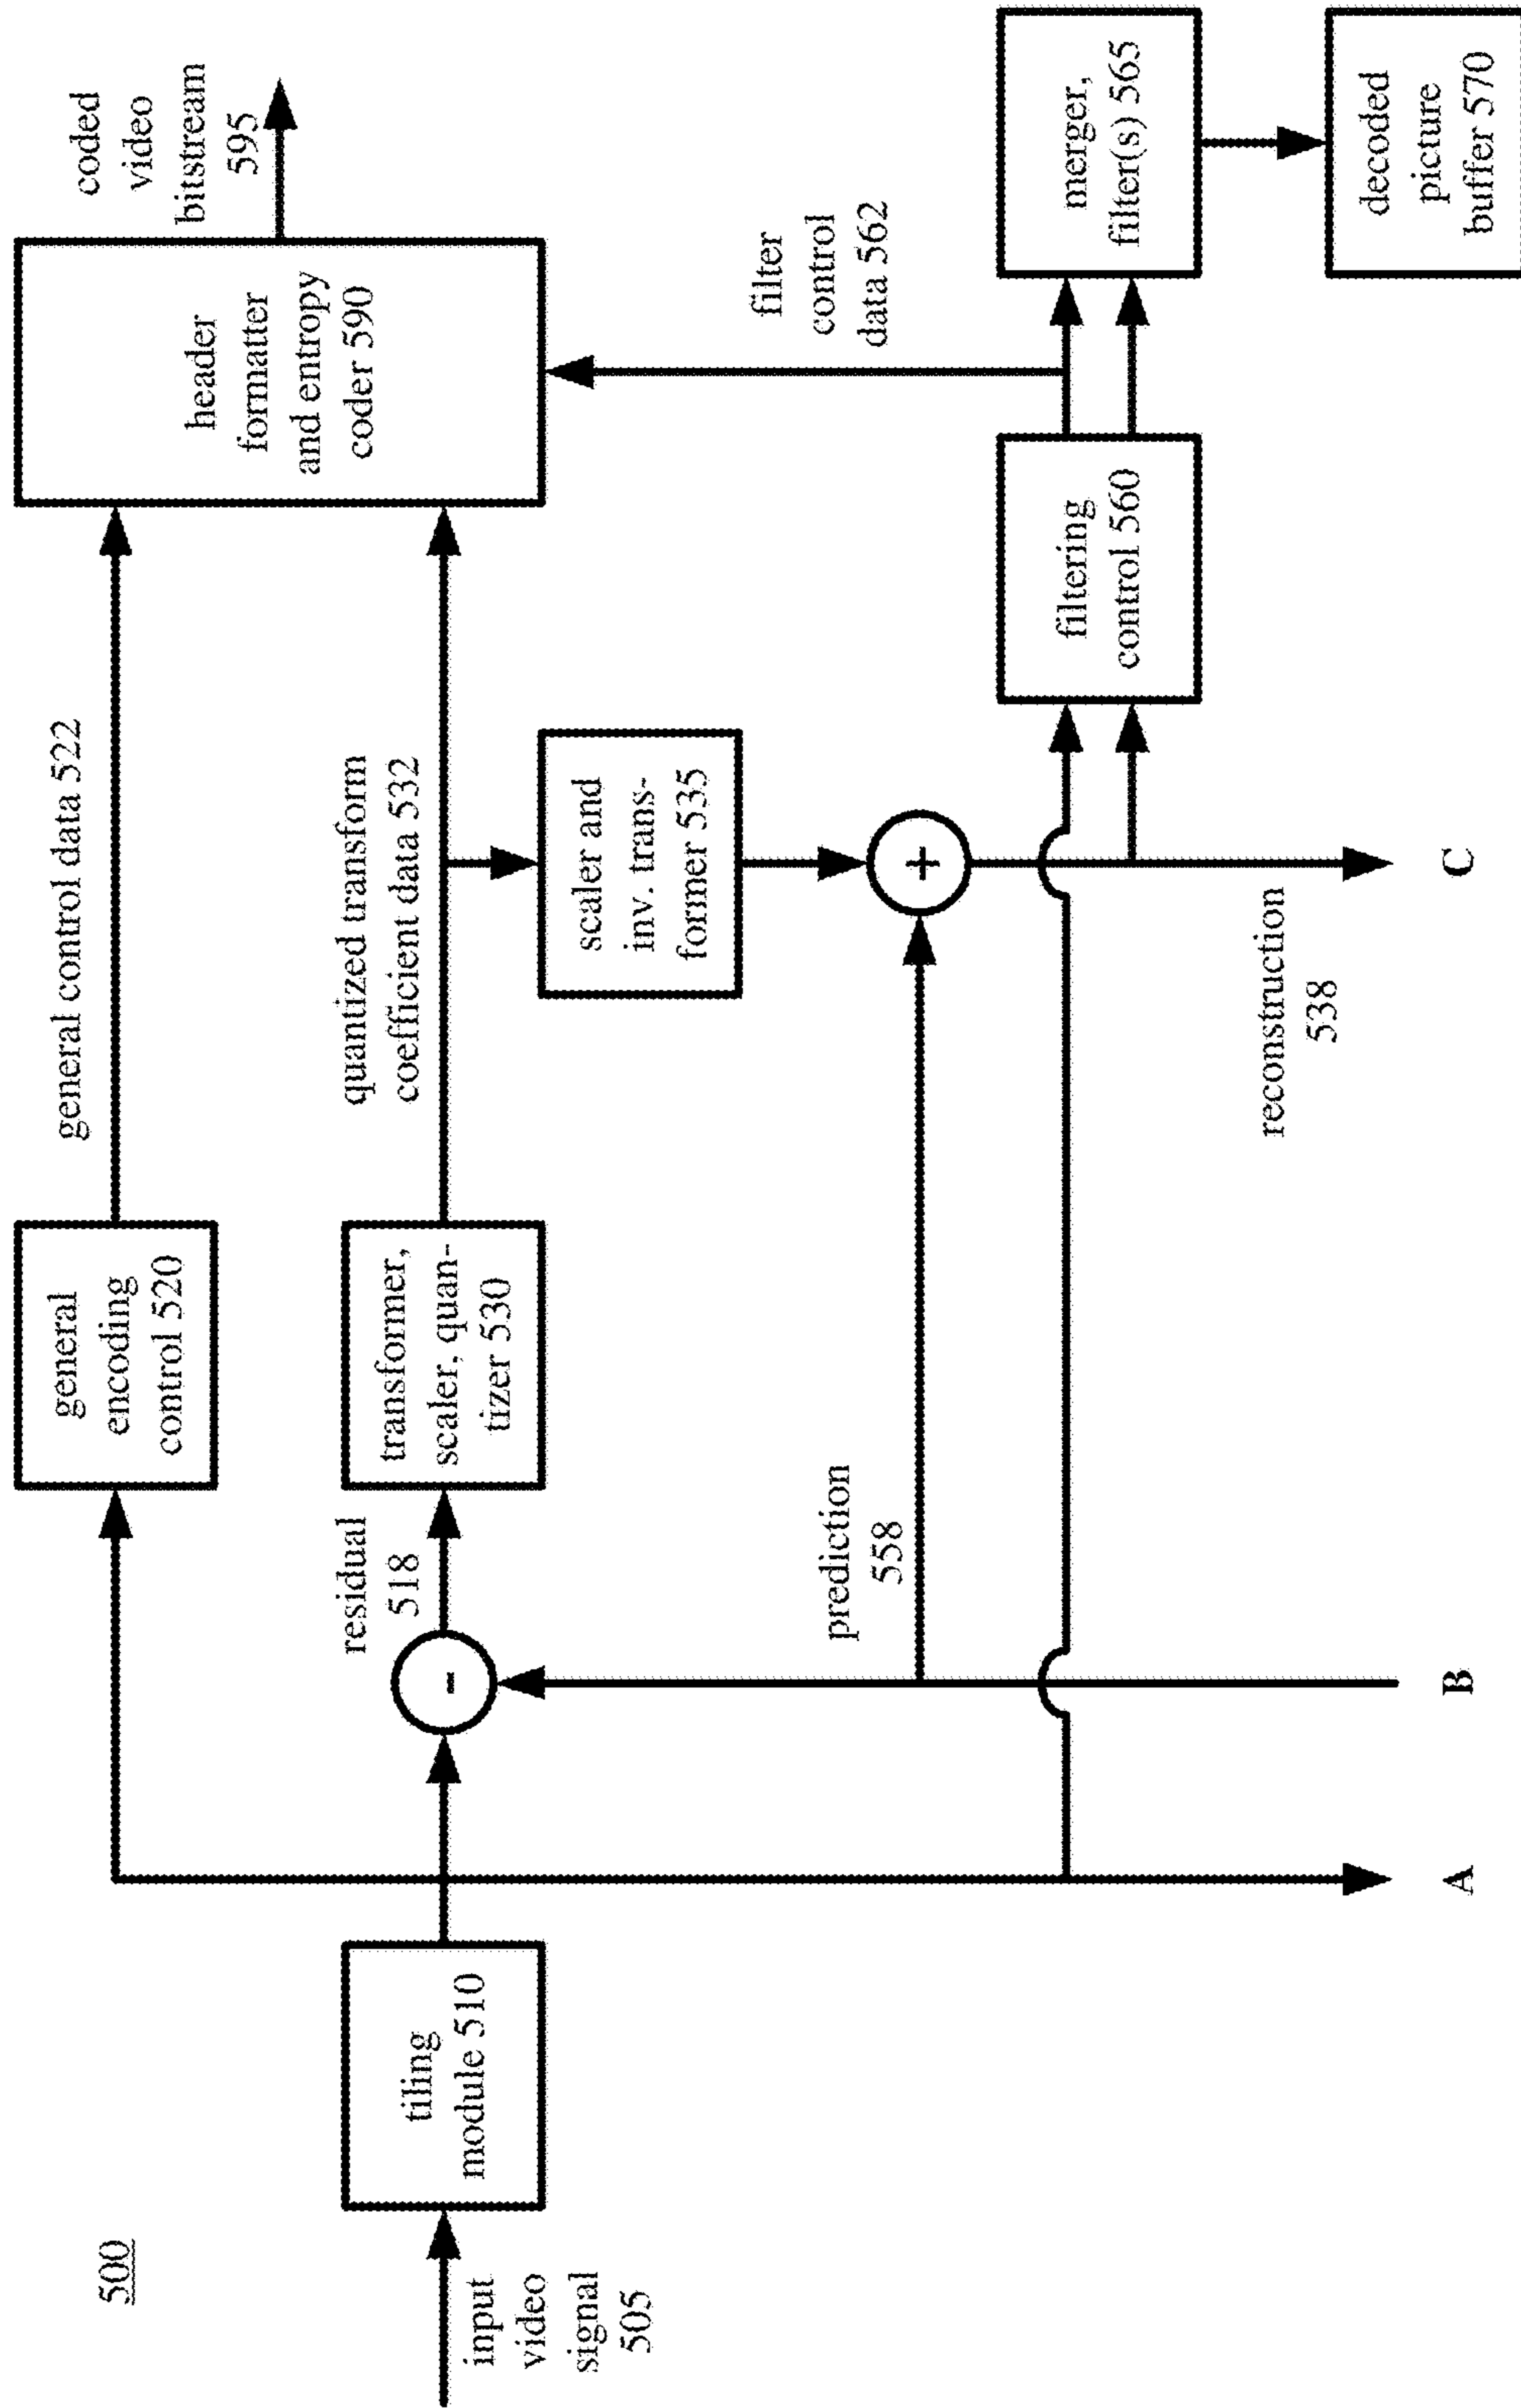 500
input
video
signal
505
tiling
module 510
general
encoding
control 520
general control data 522
residual
518
transformer,
scaler, quan-
tizer 530
quantized transform
coefficient data 532
header
formatter
and entropy
coder 590
coded
video
bitstream
595
scaler and
inv. trans-
former 535
prediction
558
-
+
filter
control
data 562
filtering
control 560
merger,
filter(s) 565
decoded
picture
buffer 570
reconstruction
538
A
B
C